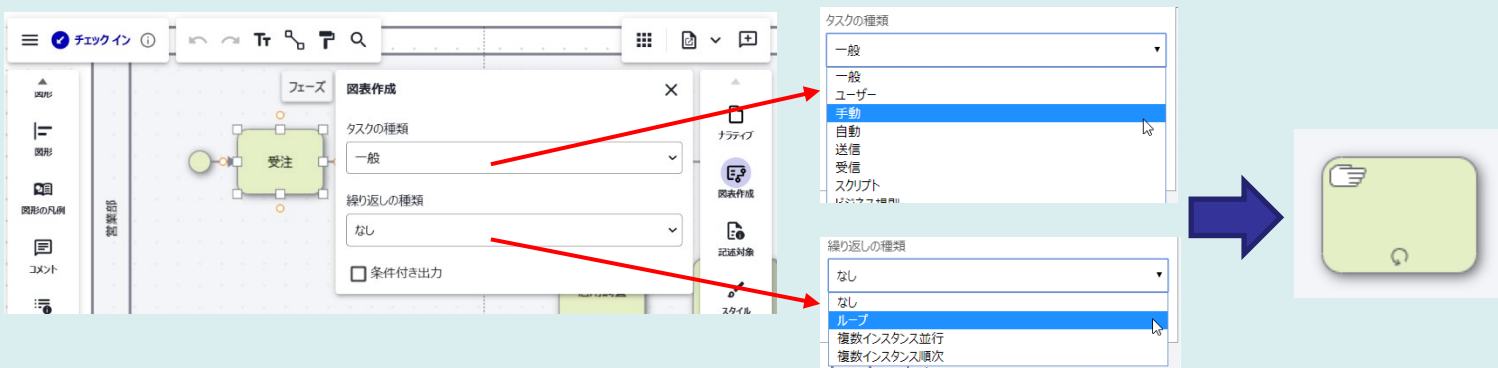 チェックイン
Tт
図形
図形
図形の凡例
コメント
営業部
受注
フェーズ
図表作成
タスクの種類
一般
繰り返しの種類
なし
条件付き出力
ナラティブ
図表作成
記述対象
スタイル
タスクの種類
一般
一般
ユーザー
手動
自動
送信
受信
スクリプト
ビジネス規則
繰り返しの種類
なし
なし
ループ
複数インスタンス並行
複数インスタンス順次